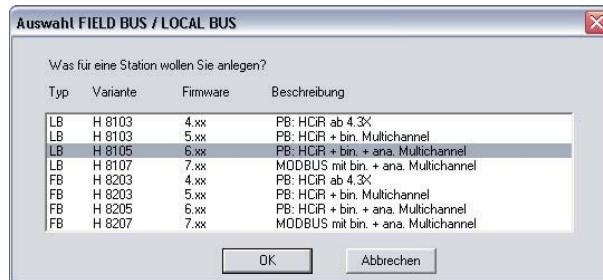 Auswahl FIELD BUS / LOCAL BUS
Was für eine Station wollen Sie anlegen?
Typ Variante Firmware Beschreibung
LB H 8103 4.xx PB: HCiR ab 4.3X
LB H 8103 5.xx PB: HCiR + bin. Multichannel
LB H 8105 6.xx PB: HCiR + bin. + ana. Multichannel
LB H 8107 7.xx MODBUS mit bin. + ana. Multichannel
FB H 8203 4.xx PB: HCiR ab 4.3X
FB H 8203 5.xx PB: HCiR + bin. Multichannel
FB H 8205 6.xx PB: HCiR + bin. + ana. Multichannel
FB H 8207 7.xx MODBUS mit bin. + ana. Multichannel
OK Abbrechen